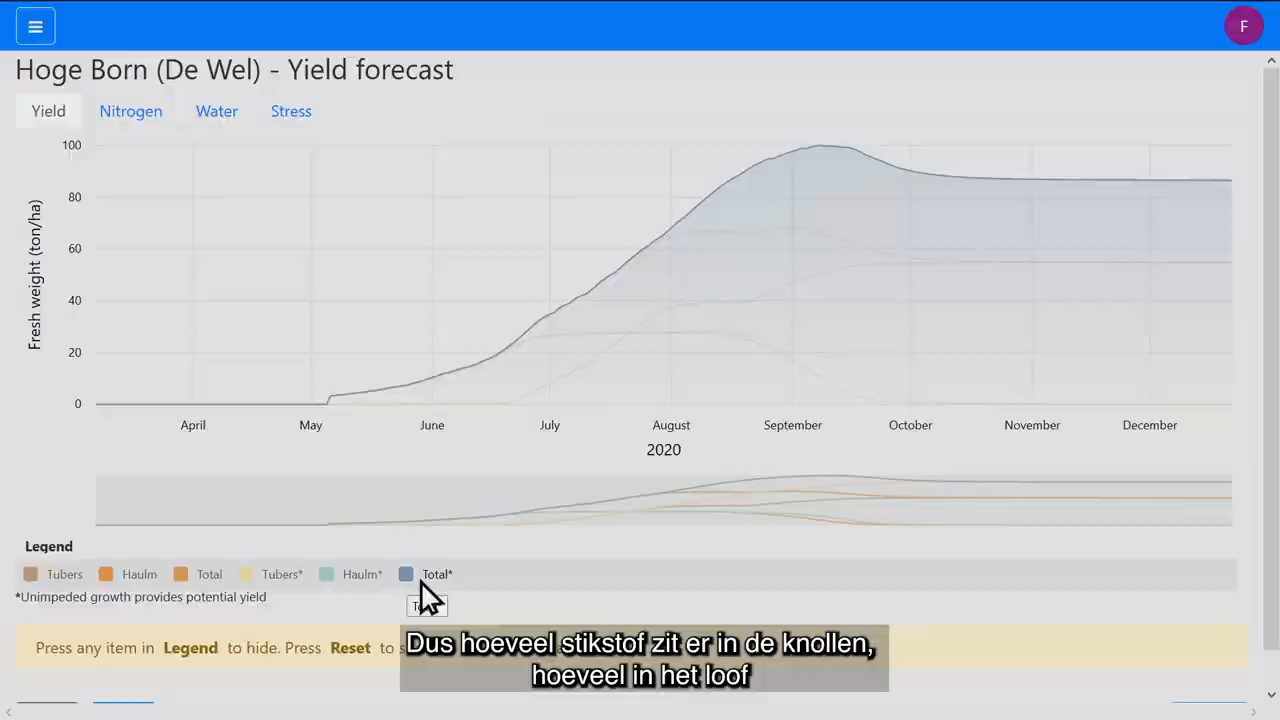 F
Hoge Born (De Wel) - Yield forecast
Yield Nitrogen Water Stress
Fresh weight (ton/ha)
100
80
60
40
20
0
April May June July August September October November December
2020
Legend
Tubers Haulm Total Tubers* Haulm* Total*
*Unimpeded growth provides potential yield
Press any item in Legend to hide. Press Reset to
Dus hoeveel stikstof zit er in de knollen,
hoeveel in het loof